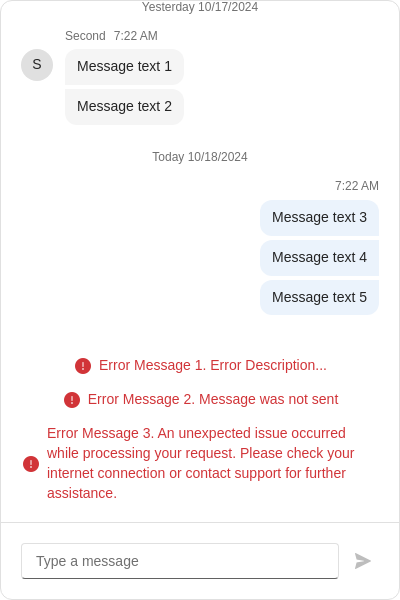 Yesterday 10/17/2024
Second 7:22 AM
S
Message text 1
Message text 2
Today 10/18/2024
7:22 AM
Message text 3
Message text 4
Message text 5
Error Message 1. Error Description...
Error Message 2. Message was not sent
Error Message 3. An unexpected issue occurred
while processing your request. Please check your
internet connection or contact support for further
assistance.
Type a message